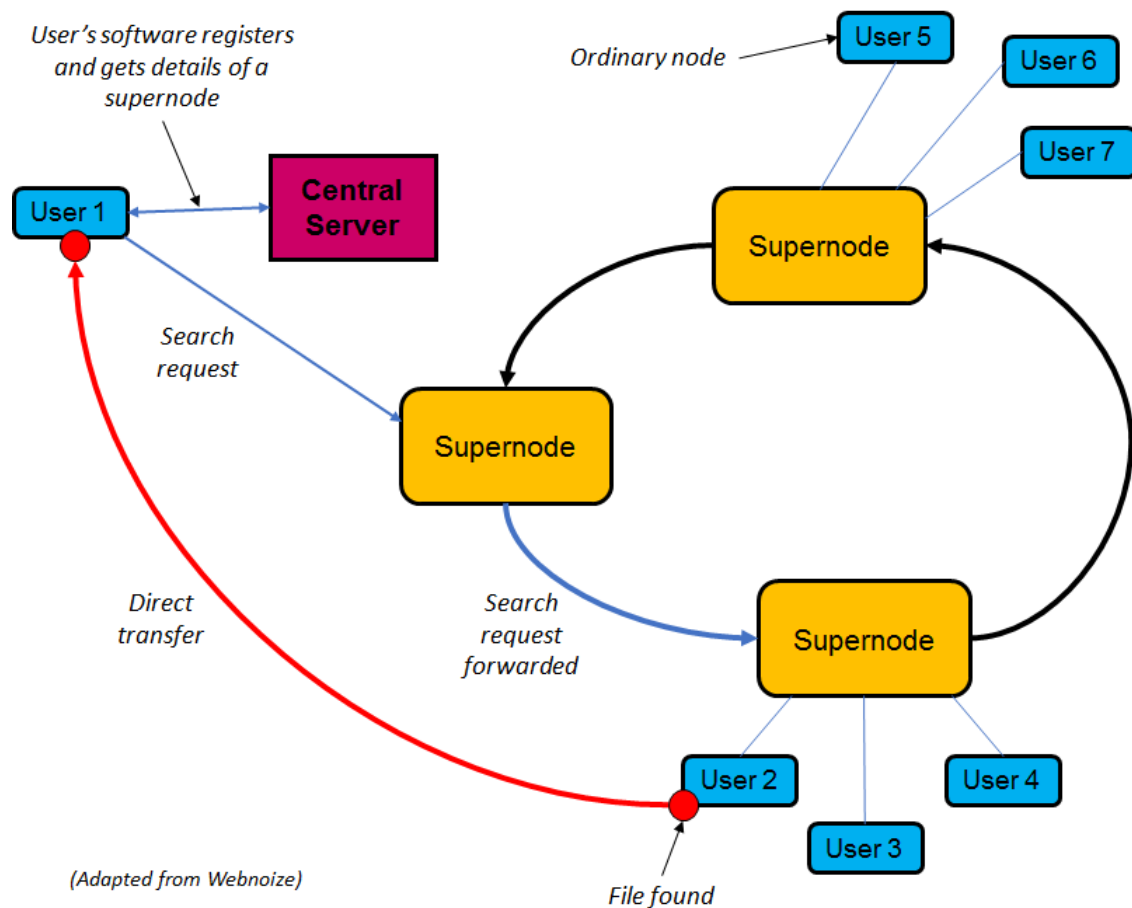 User's software registers
and gets details of a
supernode
Ordinary node
User 5
User 6
User 7
User 1
Central
Server
Supernode
Search
request
Supernode
Direct
transfer
Search
request
forwarded
Supernode
User 2
User 4
User 3
File found
(Adapted from Webnoize)